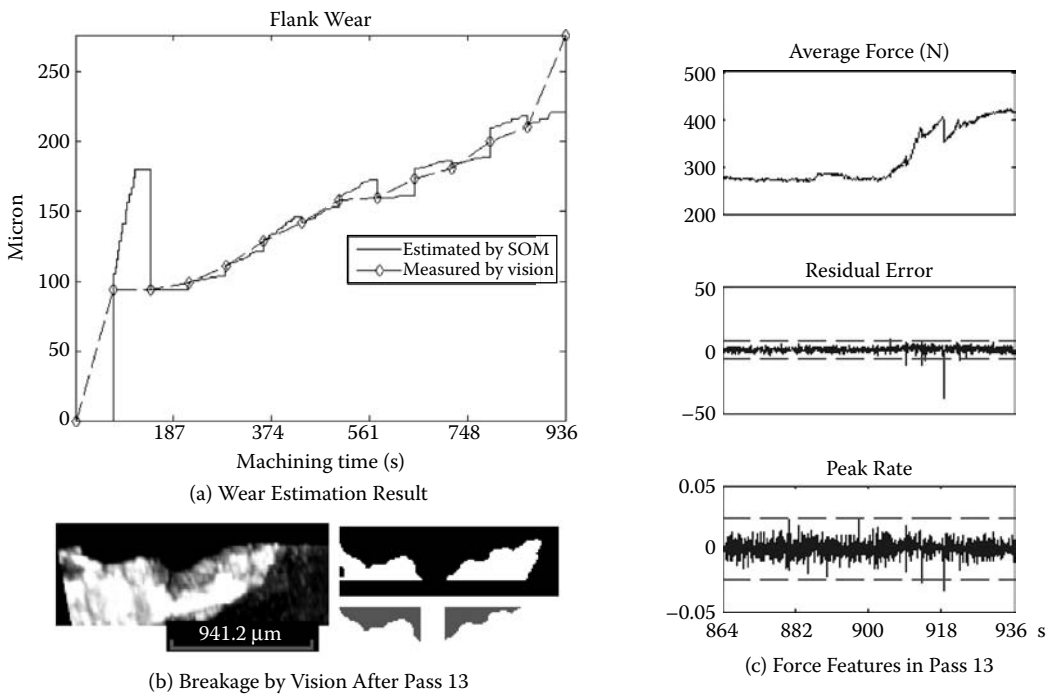 Flank Wear
250
200
150
100
50
0
Micron
Estimated by SOM
Measured by vision
187 374 561 748 936
Machining time (s)
(a) Wear Estimation Result
941.2 µm
(b) Breakage by Vision After Pass 13
Average Force (N)
500
400
300
200
Residual Error
50
0
−50
Peak Rate
0.05
0
−0.05
864 882 900 918 936 s
(c) Force Features in Pass 13